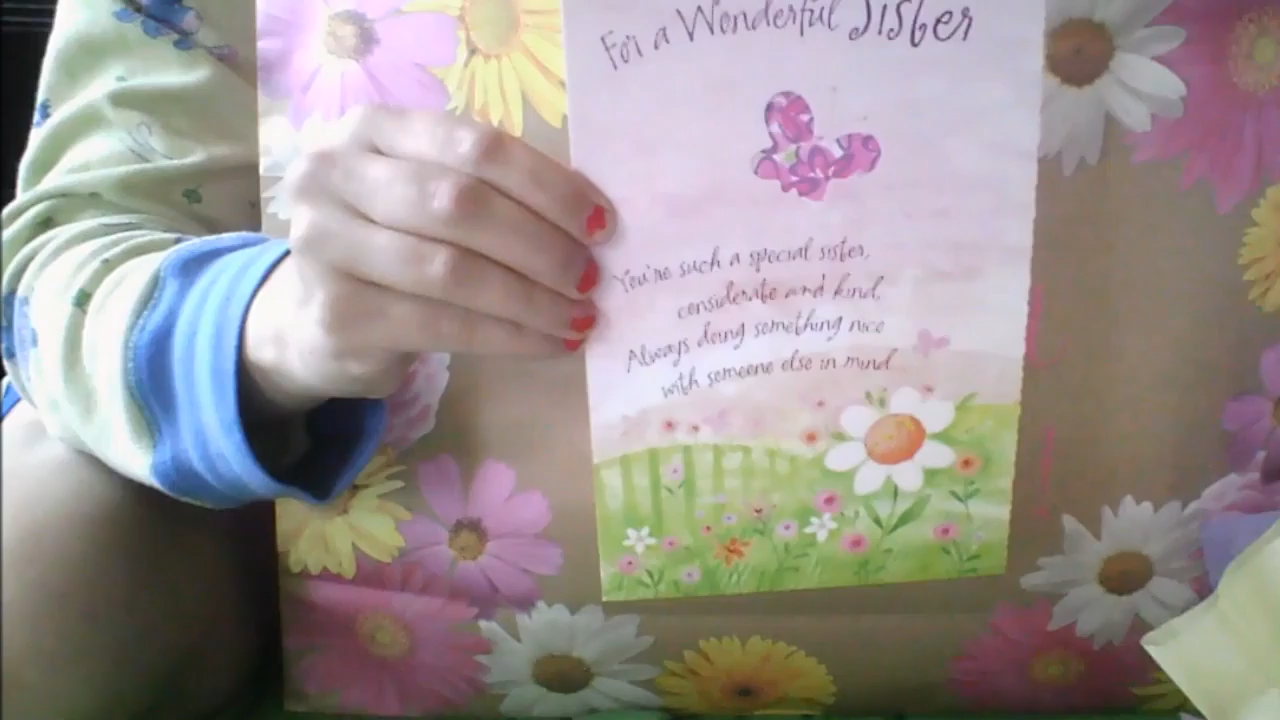 For a Wonderful Sister
You're such a special sister,
considerate and kind,
Always doing something nice
with someone else in mind